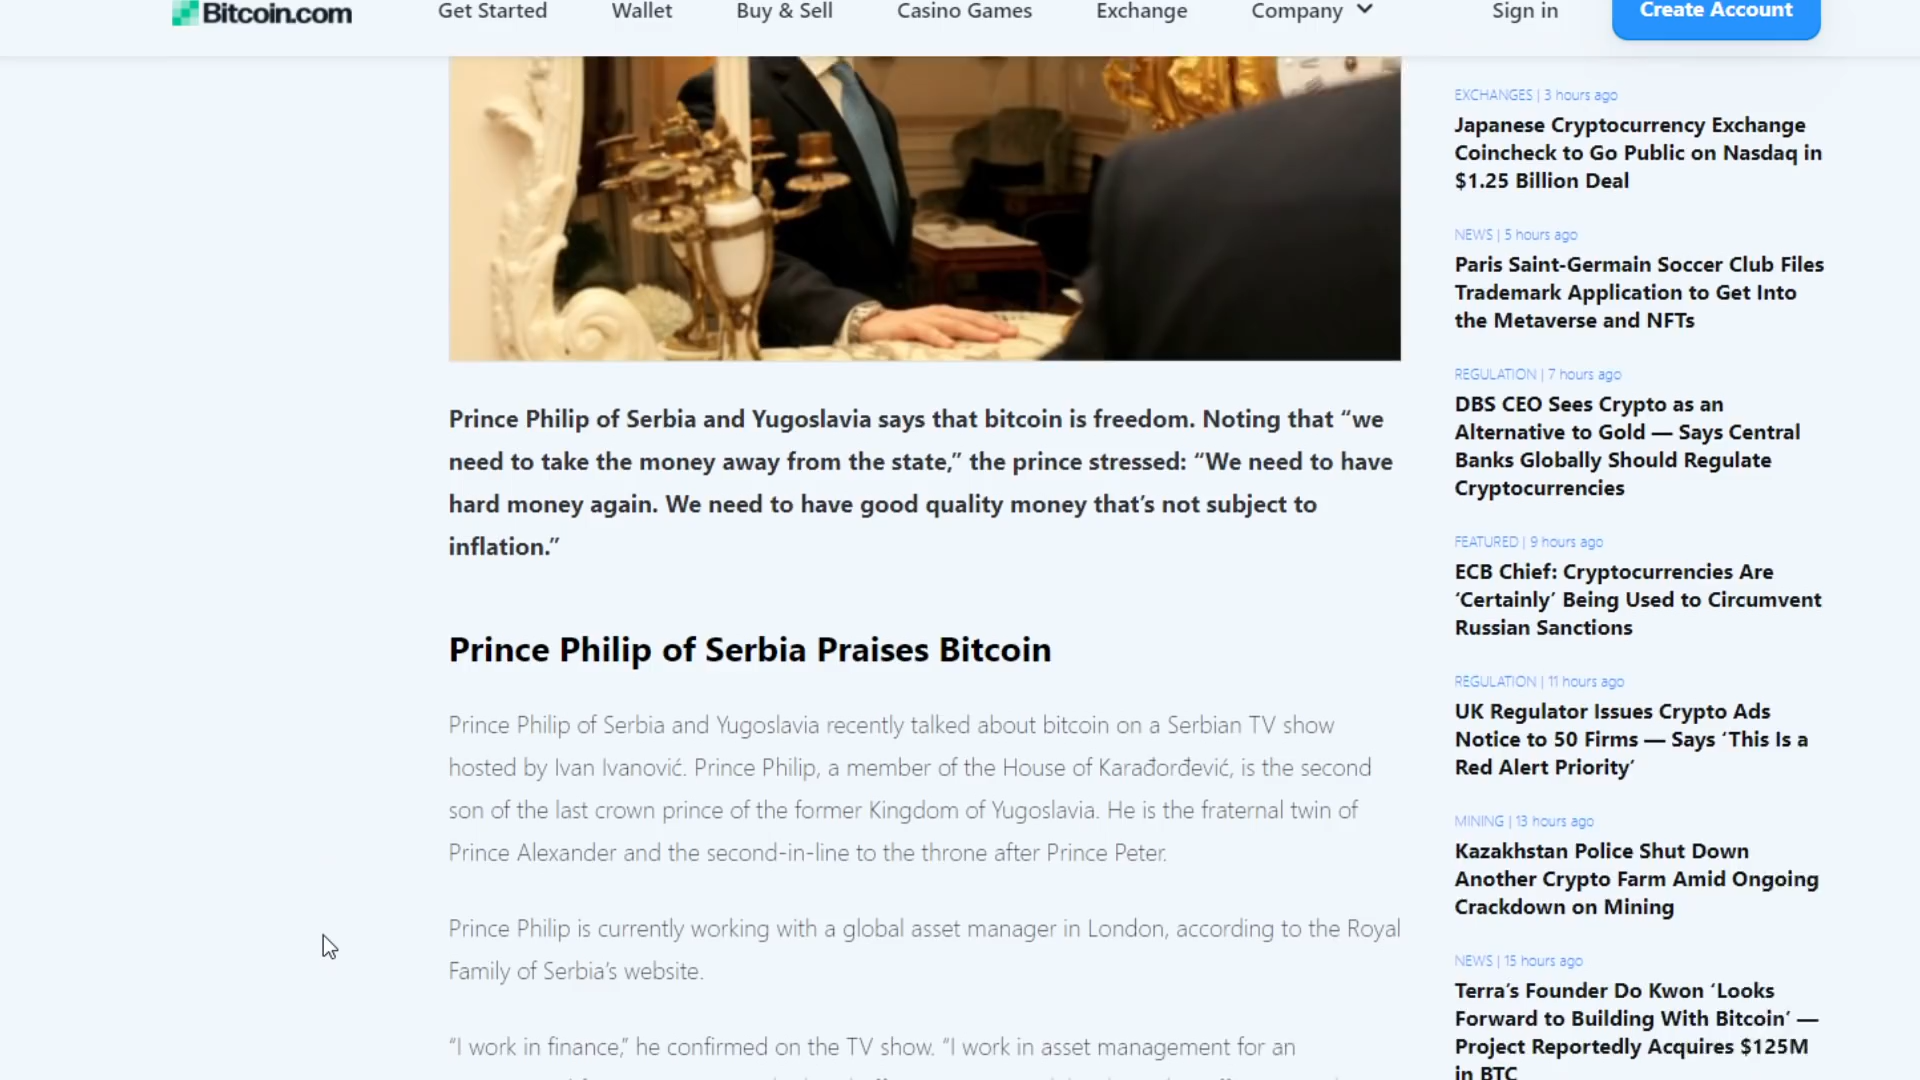 Bitcoin.com
Get Started
Wallet
Buy & Sell
Casino Games
Exchange
Company
Sign in
Create Account
Prince Philip of Serbia and Yugoslavia says that bitcoin is freedom. Noting that “we
need to take the money away from the state,” the prince stressed: “We need to have
hard money again. We need to have good quality money that’s not subject to
inflation.”
Prince Philip of Serbia Praises Bitcoin
Prince Philip of Serbia and Yugoslavia recently talked about bitcoin on a Serbian TV show
hosted by Ivan Ivanović. Prince Philip, a member of the House of Karađorđević, is the second
son of the last crown prince of the former Kingdom of Yugoslavia. He is the fraternal twin of
Prince Alexander and the second-in-line to the throne after Prince Peter.
Prince Philip is currently working with a global asset manager in London, according to the Royal
Family of Serbia’s website.
“I work in finance,” he confirmed on the TV show. “I work in asset management for an
EXCHANGES | 3 hours ago
Japanese Cryptocurrency Exchange
Coincheck to Go Public on Nasdaq in
$1.25 Billion Deal
NEWS | 5 hours ago
Paris Saint-Germain Soccer Club Files
Trademark Application to Get Into
the Metaverse and NFTs
REGULATION | 7 hours ago
DBS CEO Sees Crypto as an
Alternative to Gold — Says Central
Banks Globally Should Regulate
Cryptocurrencies
FEATURED | 9 hours ago
ECB Chief: Cryptocurrencies Are
‘Certainly’ Being Used to Circumvent
Russian Sanctions
REGULATION | 11 hours ago
UK Regulator Issues Crypto Ads
Notice to 50 Firms — Says ‘This Is a
Red Alert Priority’
MINING | 13 hours ago
Kazakhstan Police Shut Down
Another Crypto Farm Amid Ongoing
Crackdown on Mining
NEWS | 15 hours ago
Terra’s Founder Do Kwon ‘Looks
Forward to Building With Bitcoin’ —
Project Reportedly Acquires $125M
in BTC